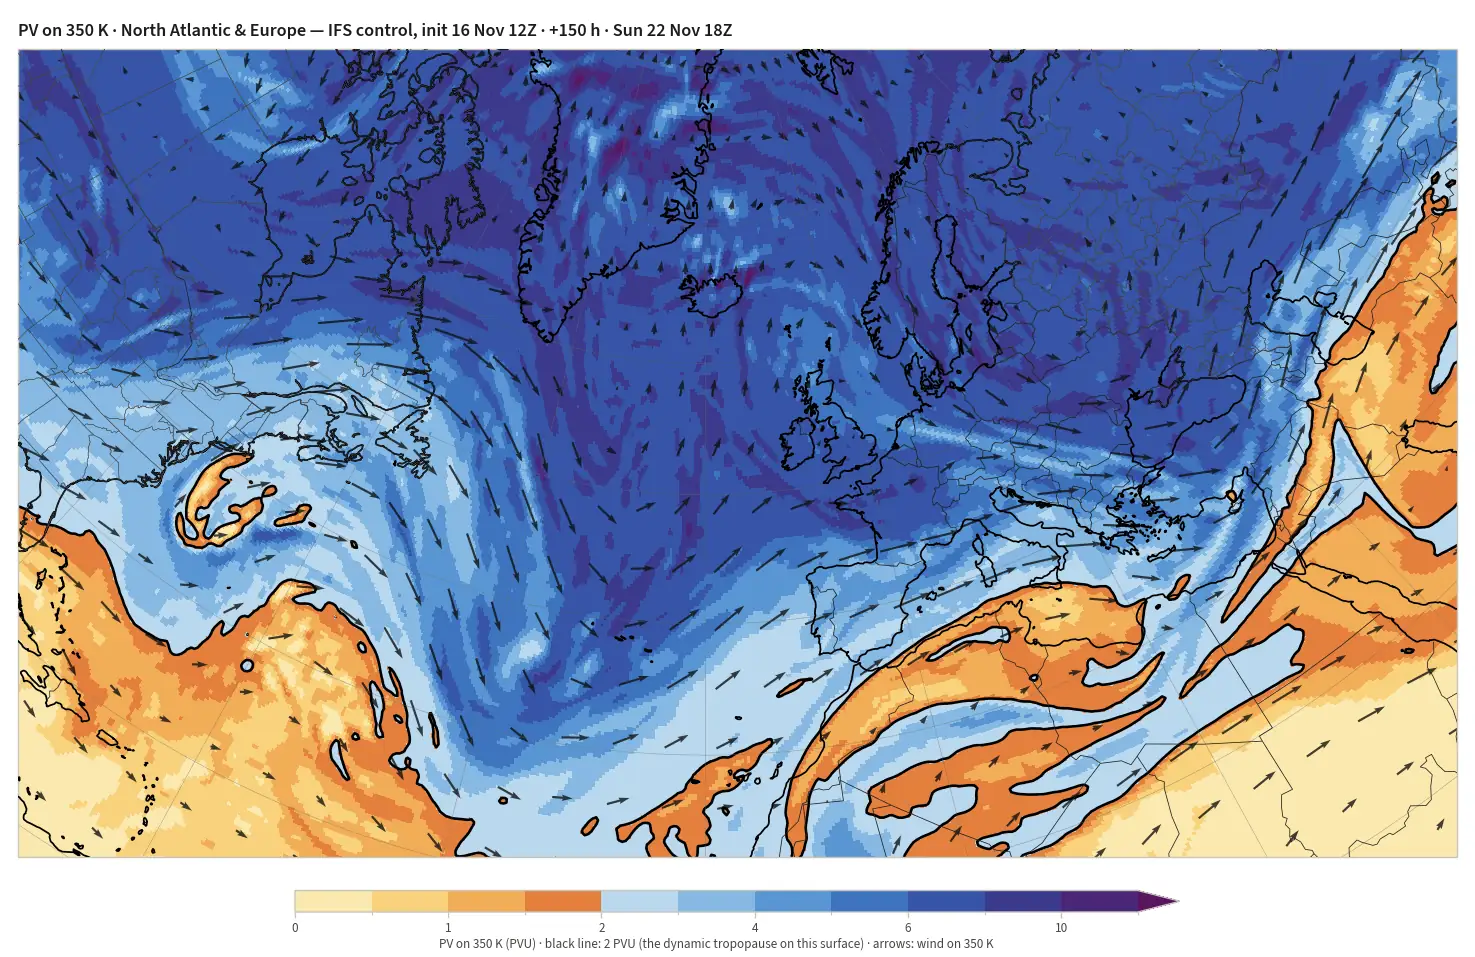 PV on 350 K · North Atlantic & Europe — IFS control, init 16 Nov 12Z · +150 h · Sun 22 Nov 18Z
0 1 2 4 6 10
PV on 350 K (PVU) · black line: 2 PVU (the dynamic tropopause on this surface) · arrows: wind on 350 K